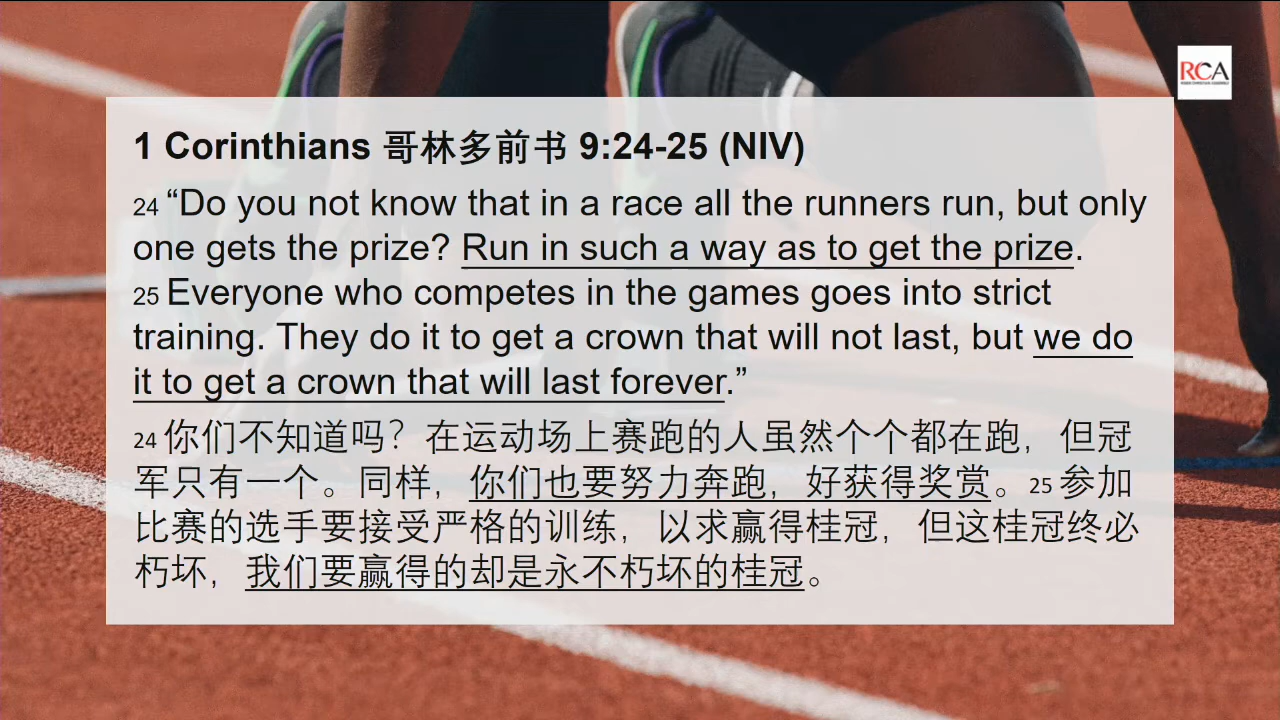 RCA
1 Corinthians 哥林多前书 9:24-25 (NIV)
24 “Do you not know that in a race all the runners run, but only
one gets the prize? Run in such a way as to get the prize.
25 Everyone who competes in the games goes into strict
training. They do it to get a crown that will not last, but we do
it to get a crown that will last forever.”
24 你们不知道吗？在运动场上赛跑的人虽然个个都在跑，但冠
军只有一个。同样，你们也要努力奔跑，好获得奖赏。25 参加
比赛的选手要接受严格的训练，以求赢得桂冠，但这桂冠终必
朽坏，我们要赢得的却是永不朽坏的桂冠。